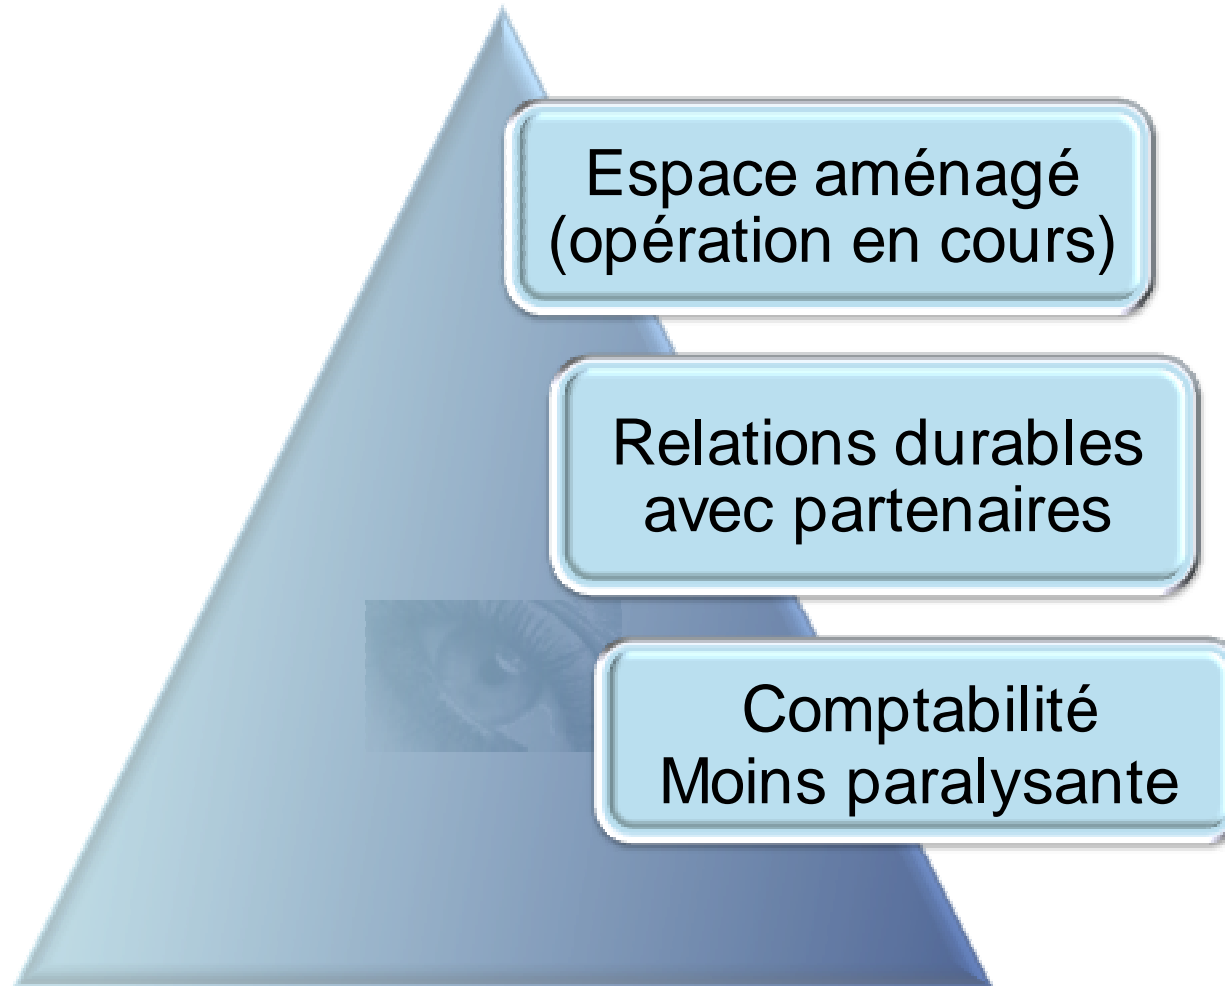 Espace aménagé
(opération en cours)
Relations durables
avec partenaires
Comptabilité
Moins paralysante